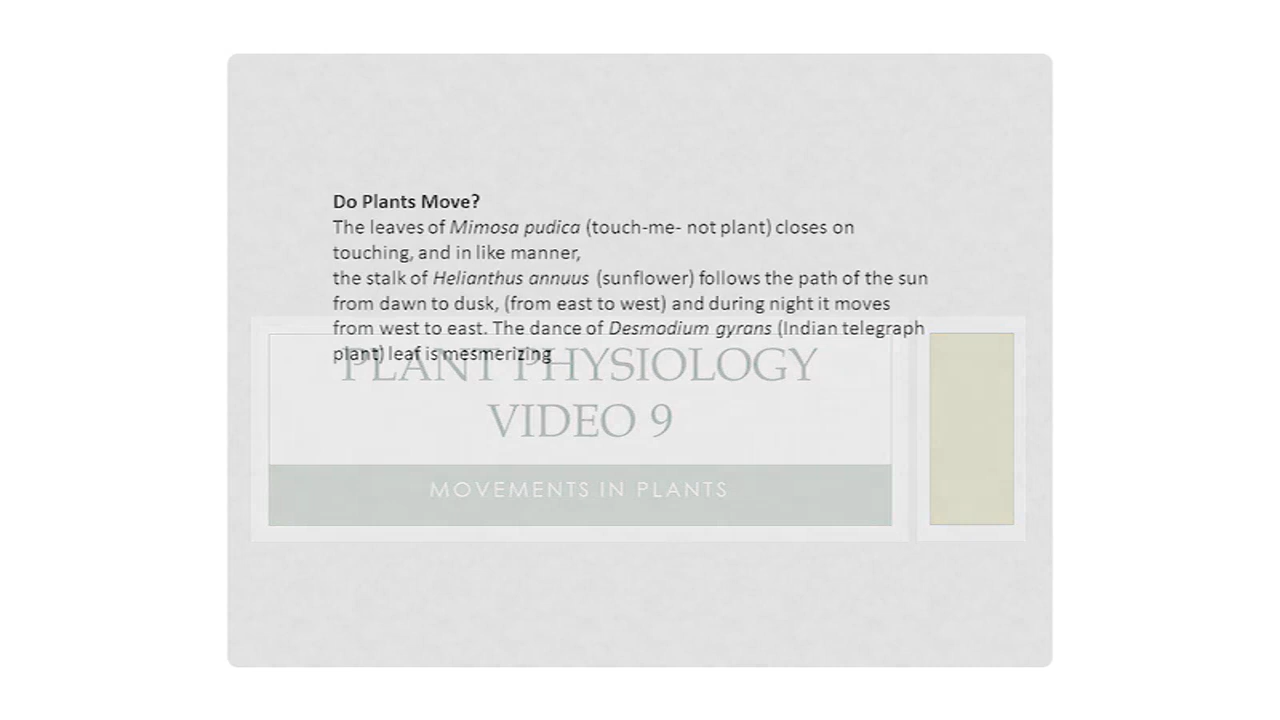 Do Plants Move?
The leaves of Mimosa pudica (touch-me- not plant) closes on
touching, and in like manner,
the stalk of Helianthus annuus (sunflower) follows the path of the sun
from dawn to dusk, (from east to west) and during night it moves
from west to east. The dance of Desmodium gyrans (Indian telegraph
plant) leaf is mesmerizing
PLANT PHYSIOLOGY
VIDEO 9
MOVEMENTS IN PLANTS